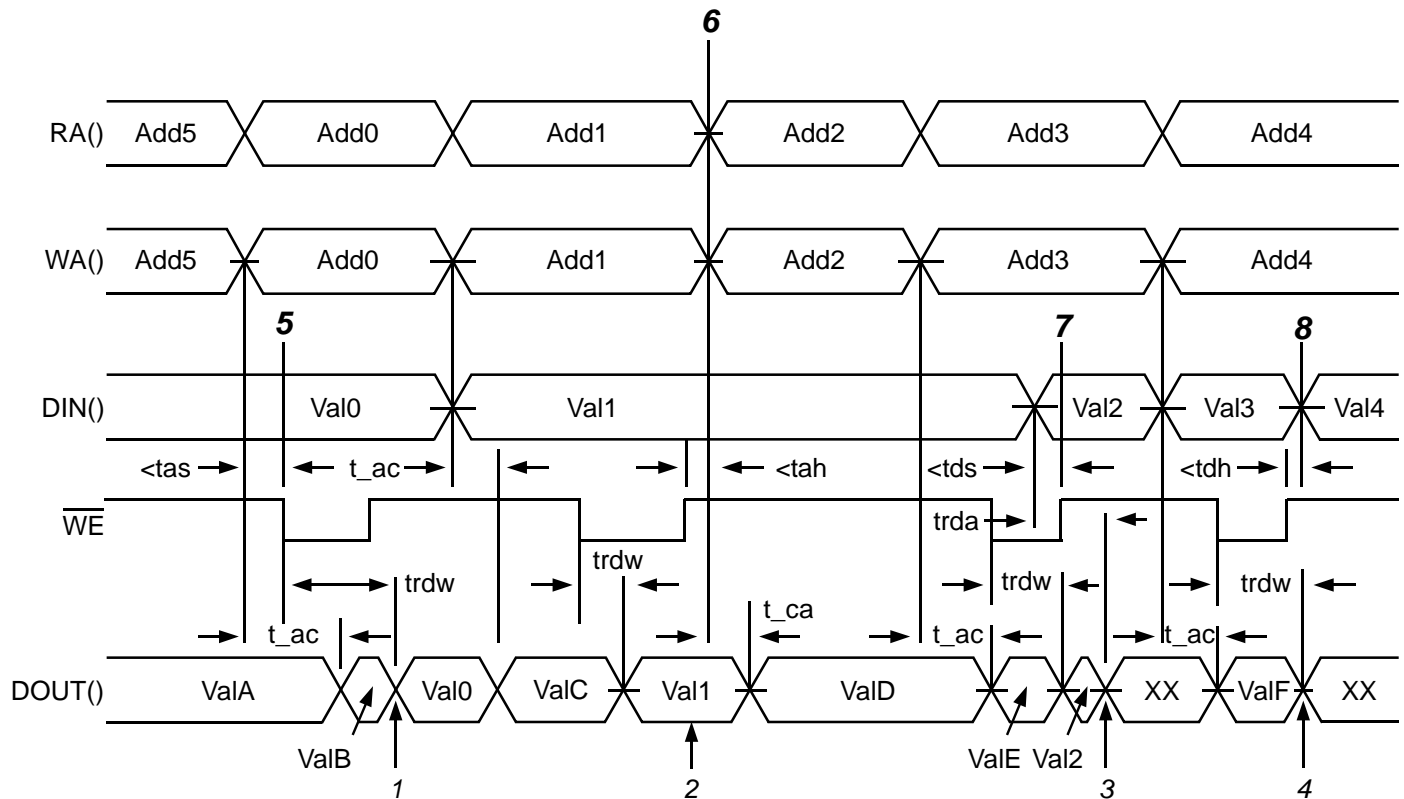 6
RA() Add5 Add0 Add1 Add2 Add3 Add4
WA() Add5 Add0 Add1 Add2 Add3 Add4
5 7 8
DIN() Val0 Val1 Val2 Val3 Val4
<tas t_ac <tah <tds <tdh
WE trda
trdw trdw trdw trdw
t_ac t_ca t_ac t_ac
DOUT() ValA Val0 ValC Val1 ValD XX ValF XX
ValB ValE Val2
1 2 3 4